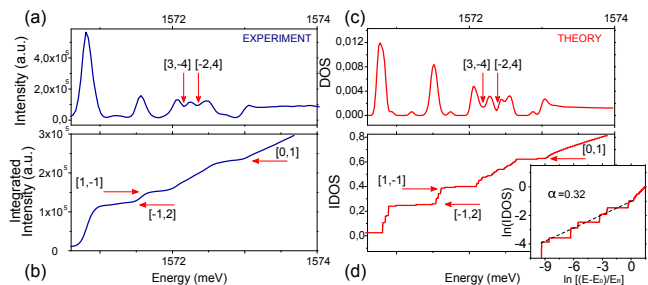 1572
1574
(a)
EXPERIMENT
Intensity (a.u.)
4,0x10⁵
2,0x10⁵
0,0
[3,-4]
[-2,4]
Integrated
Intensity (a.u.)
3x10⁵
2x10⁵
1x10⁵
0
[1,-1]
[-1,2]
[0,1]
(b)
1572
1574
Energy (meV)
1572
1574
(c)
THEORY
DOS
0,012
0,008
0,004
0,000
[3,-4]
[-2,4]
IDOS
0,8
0,6
0,4
0,2
0,0
[1,-1]
[-1,2]
[0,1]
(d)
1572
Energy (meV)
α=0.32
ln(IDOS)
0
-2
-4
-9
-6
-3
0